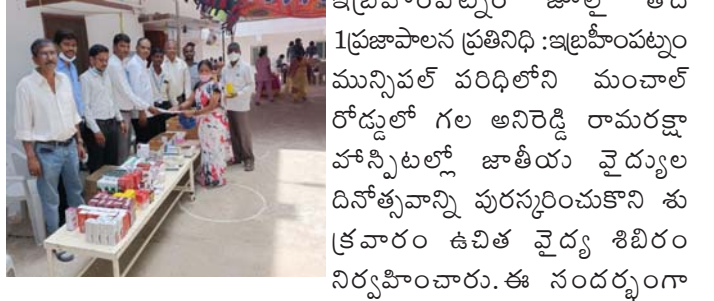 ఇబ్రహీంపట్నం జూలై తేది
1ప్రజాపాలన ప్రతినిధి :ఇబ్రహీంపట్నం
మున్సిపల్ పరిధిలోని మంచాల్
రోడ్డులో గల అనిరెడ్డి రామరక్షా
హాస్పిటల్లో జాతీయ వైద్యుల
దినోత్సవాన్ని పురస్కరించుకొని శు
క్రవారం ఉచిత వైద్య శిబిరం
నిర్వహించారు.ఈ సందర్భంగా